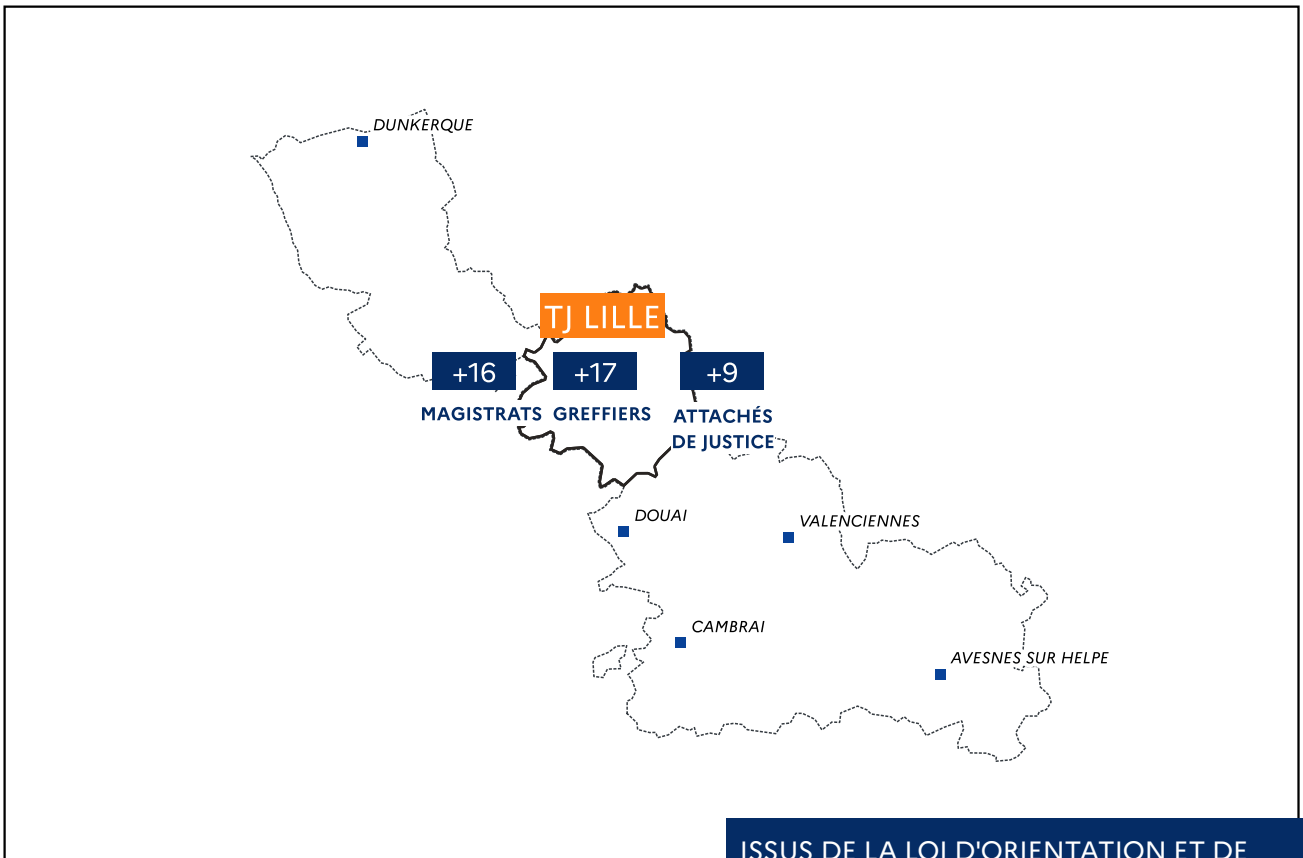 DUNKERQUE
TJ LILLE
+16
+17
+9
MAGISTRATS
GREFFIERS
ATTACHÉS
DE JUSTICE
DOUAI
VALENCIENNES
CAMBRAI
AVESNES SUR HELPE
ISSUS DE LA LOI D'ORIENTATION ET DE